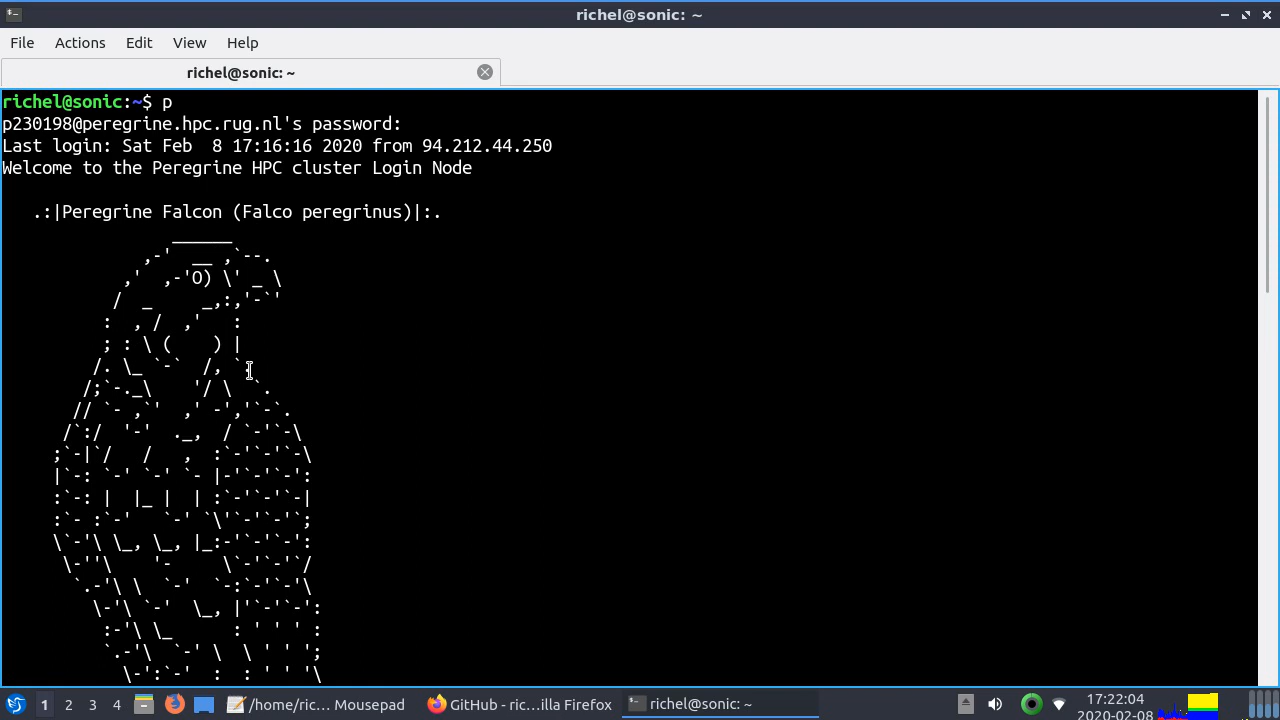 richel@sonic: ~
File Actions Edit View Help
richel@sonic: ~
richel@sonic:~$ p
p230198@peregrine.hpc.rug.nl's password:
Last login: Sat Feb  8 17:16:16 2020 from 94.212.44.250
Welcome to the Peregrine HPC cluster Login Node
.:|Peregrine Falcon (Falco peregrinus)|:.
1 2 3 4 /home/ric... Mousepad GitHub - ric...illa Firefox richel@sonic: ~ 17:22:04
2020-02-08